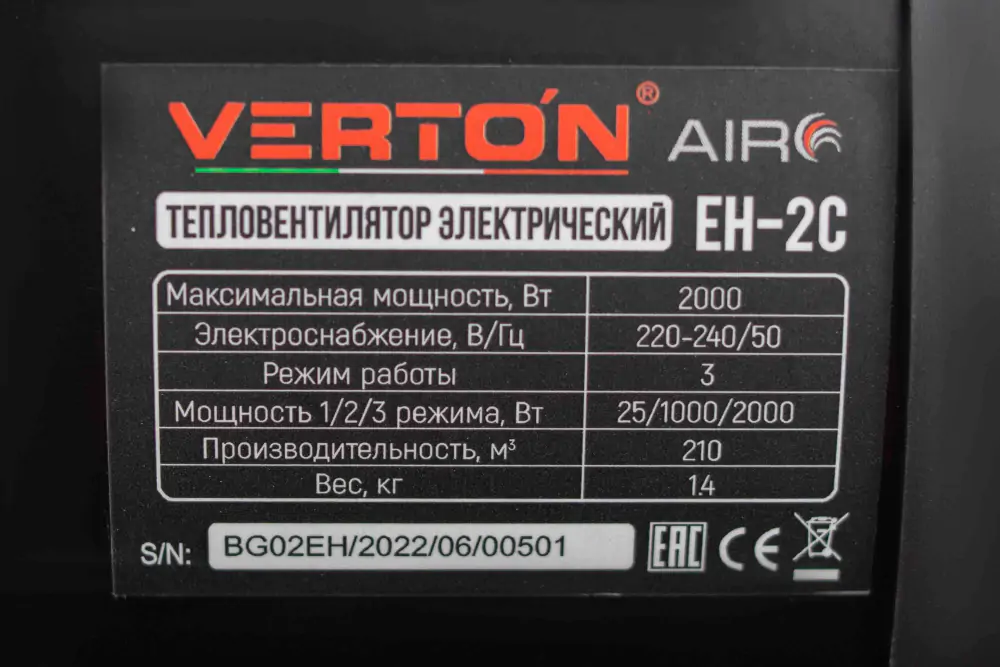 VERTÓN® AIRO
ТЕПЛОВЕНТИЛЯТОР ЭЛЕКТРИЧЕСКИЙ EH-2C
Максимальная мощность, Вт 2000
Электроснабжение, В/Гц 220-240/50
Режим работы 3
Мощность 1/2/3 режима, Вт 25/1000/2000
Производительность, м³ 210
Вес, кг 1.4
S/N: BG02EH/2022/06/00501 EAC CE